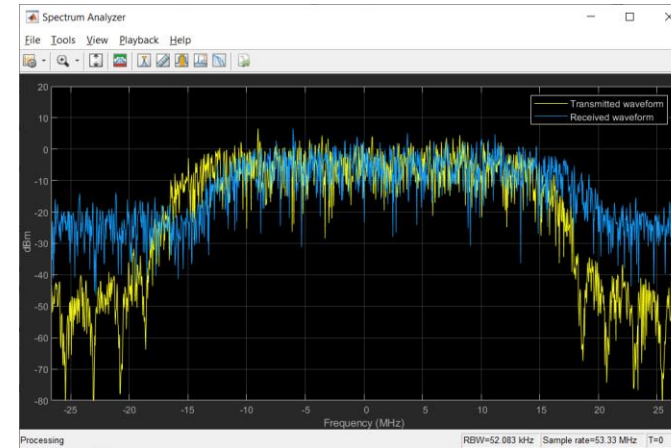 Spectrum Analyzer
File Tools View Playback Help
Transmitted waveform
Received waveform
20
10
0
-10
-20
-30
-40
-50
-60
-70
-80
dBm
-25 -20 -15 -10 -5 0 5 10 15 20 25
Frequency (MHz)
Processing RBW=52.083 kHz Sample rate=53.33 MHz T=0